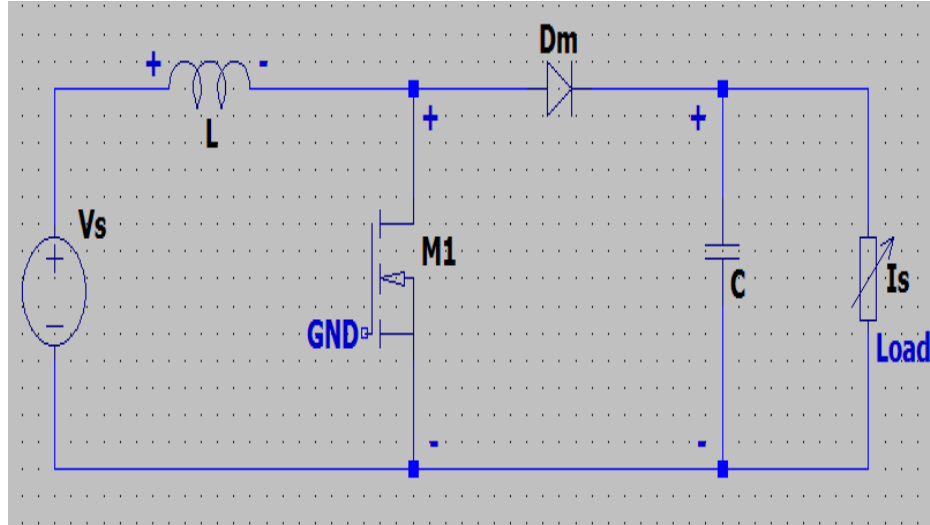 Dm
+ -
L
+ +
Vs
M1
C
Is
GND
Load
- -